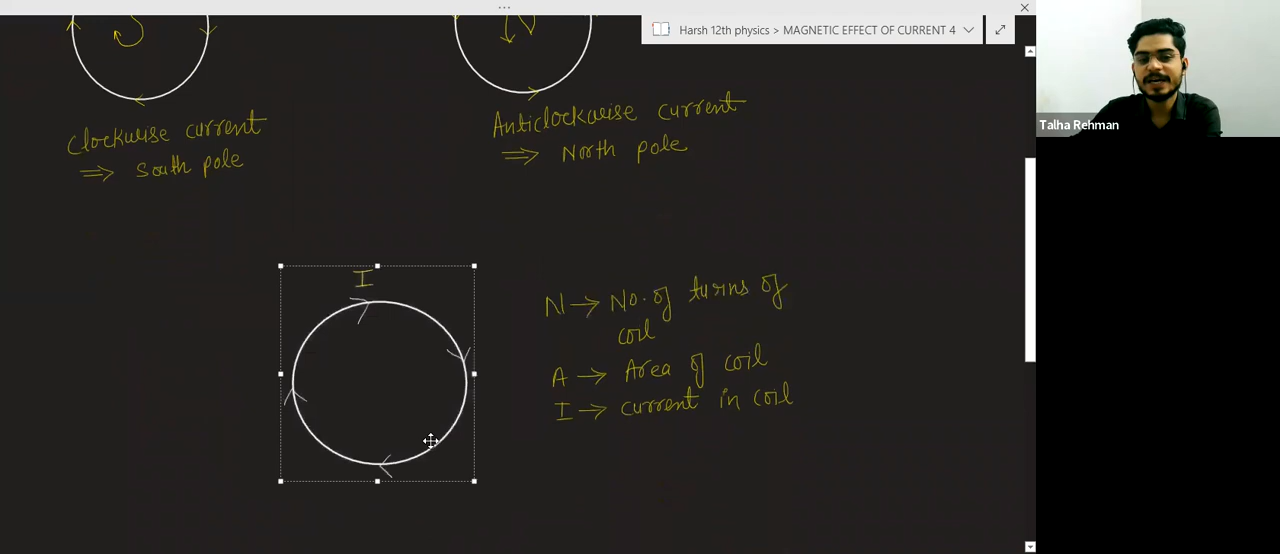 Harsh 12th physics > MAGNETIC EFFECT OF CURRENT 4
Talha Rehman
S
N
Clockwise current
⟹ South pole
Anticlockwise current
⟹ North pole
I
N → No. of turns of
coil
A → Area of coil
I → current in coil